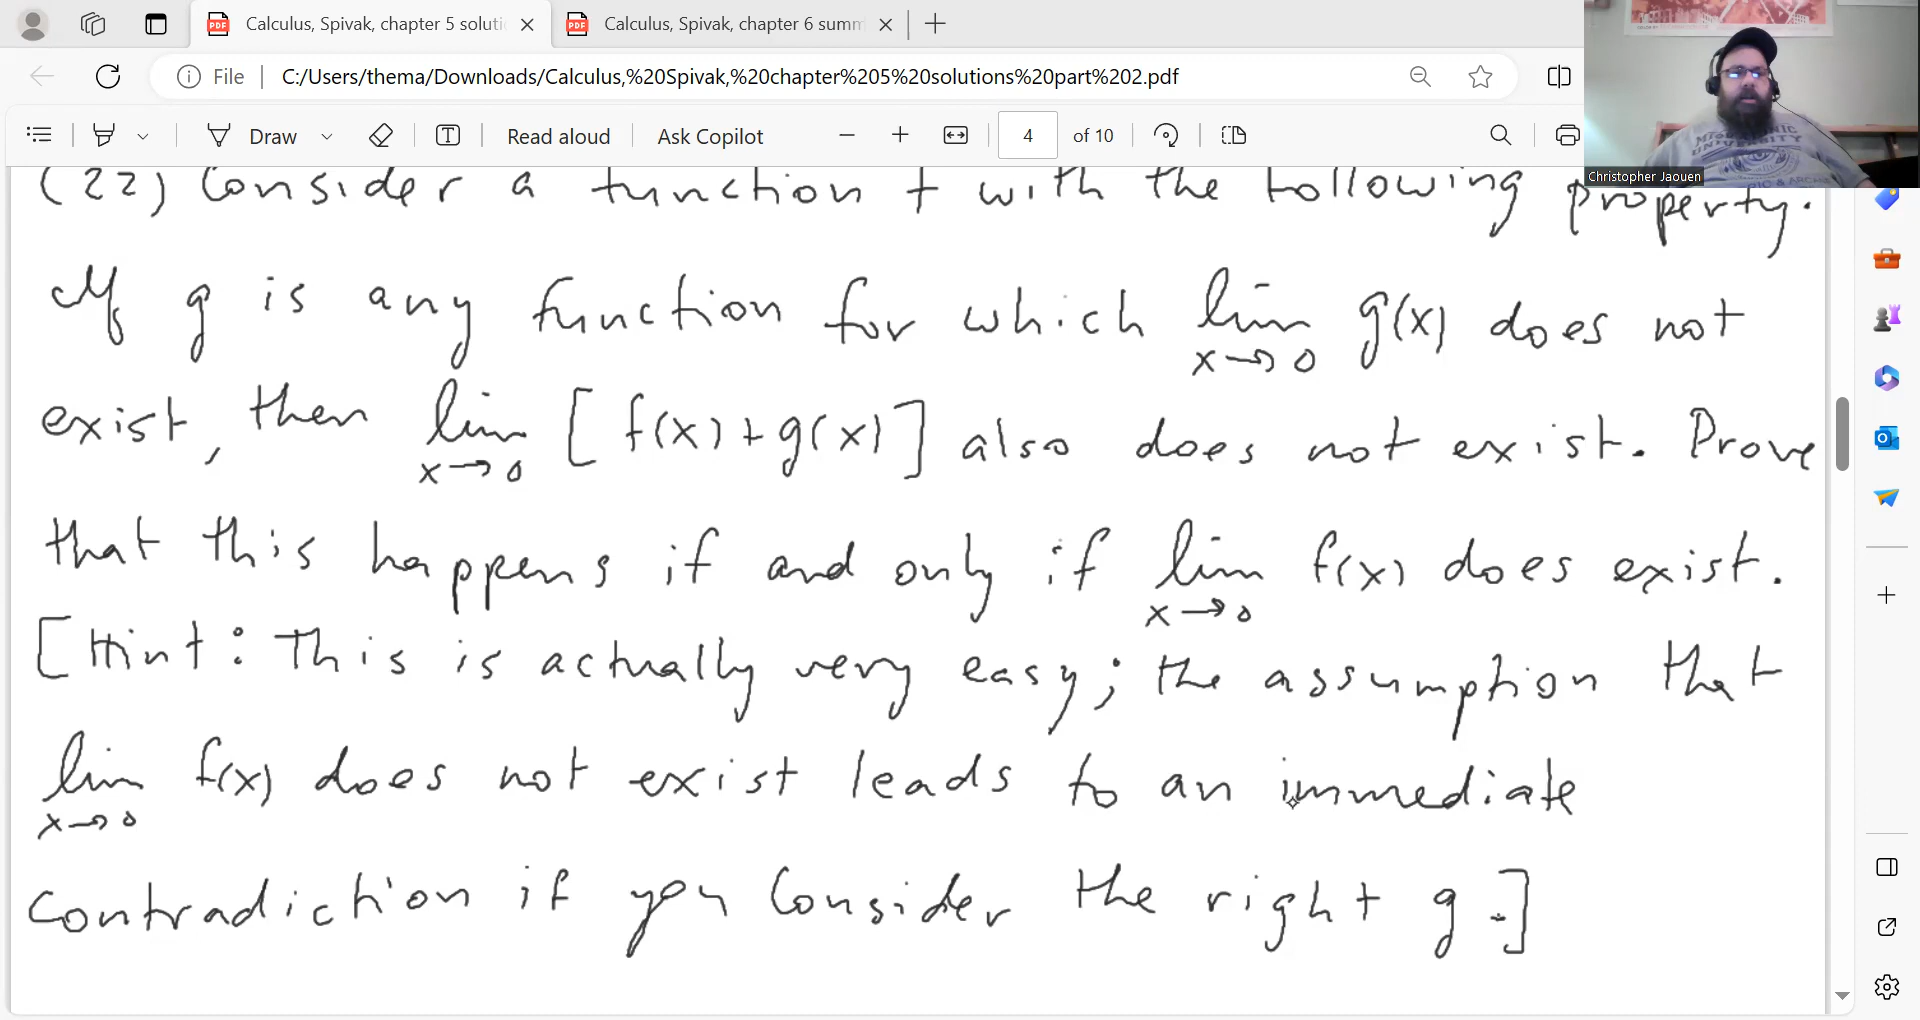 Calculus, Spivak, chapter 5 soluti
Calculus, Spivak, chapter 6 summ
File
C:/Users/thema/Downloads/Calculus,%20Spivak,%20chapter%205%20solutions%20part%202.pdf
Draw
Read aloud
Ask Copilot
4 of 10
Christopher Jaouen
(22) Consider a function f with the following property:
If g is any function for which lim x→0 g(x) does not
exist, then lim x→0 [f(x)+g(x)] also does not exist. Prove
that this happens if and only if lim x→0 f(x) does exist.
[Hint: This is actually very easy; the assumption that
lim x→0 f(x) does not exist leads to an immediate
contradiction if you consider the right g.]